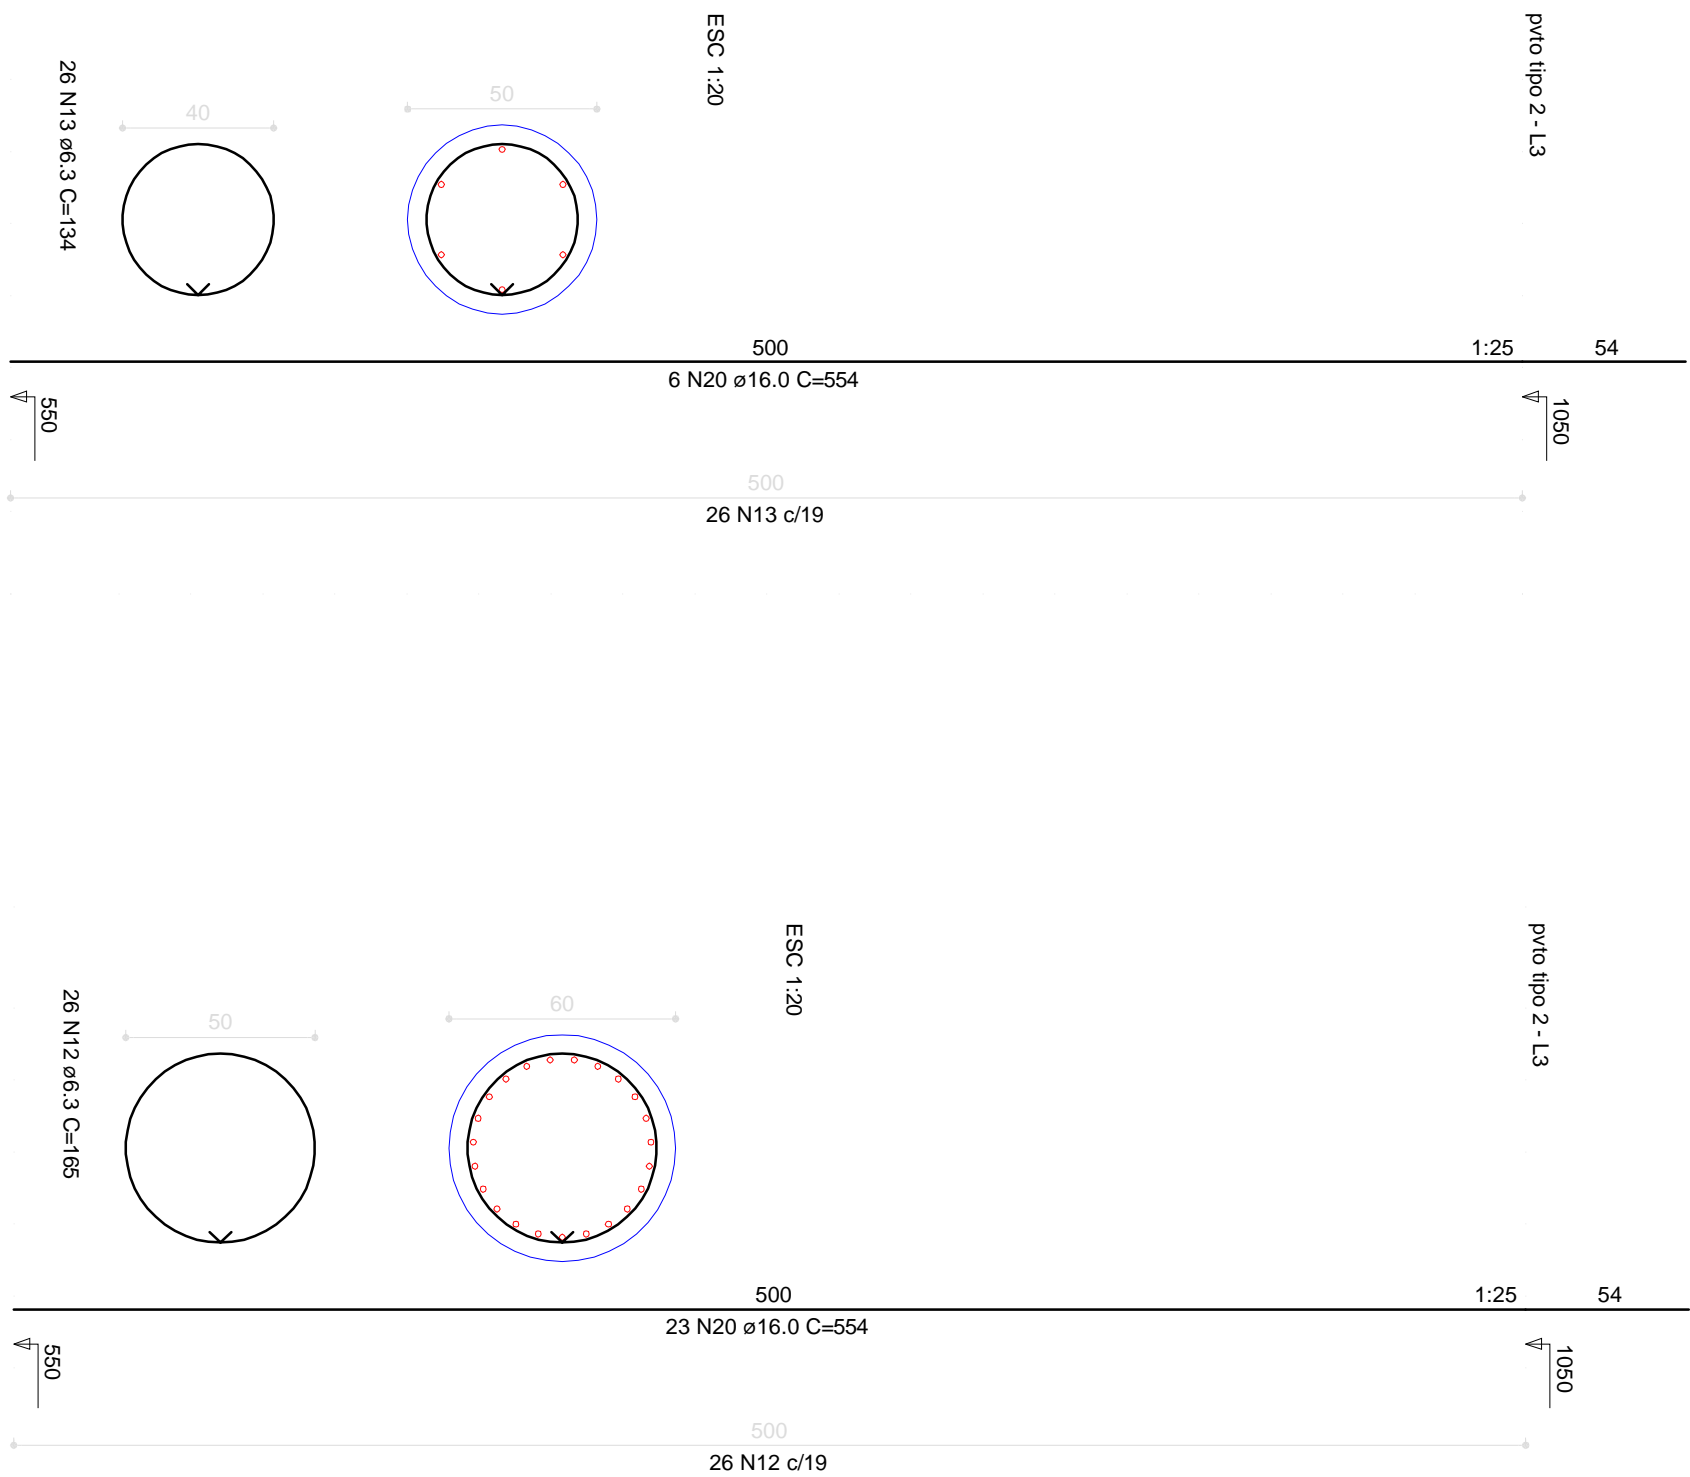 ESC 1:20
pvto tipo 2 - L3
26 N13 ø6.3 C=134
40
50
500
1:25
54
6 N20 ø16.0 C=554
550
1050
500
26 N13 c/19
ESC 1:20
pvto tipo 2 - L3
26 N12 ø6.3 C=165
50
60
500
1:25
54
23 N20 ø16.0 C=554
550
1050
500
26 N12 c/19